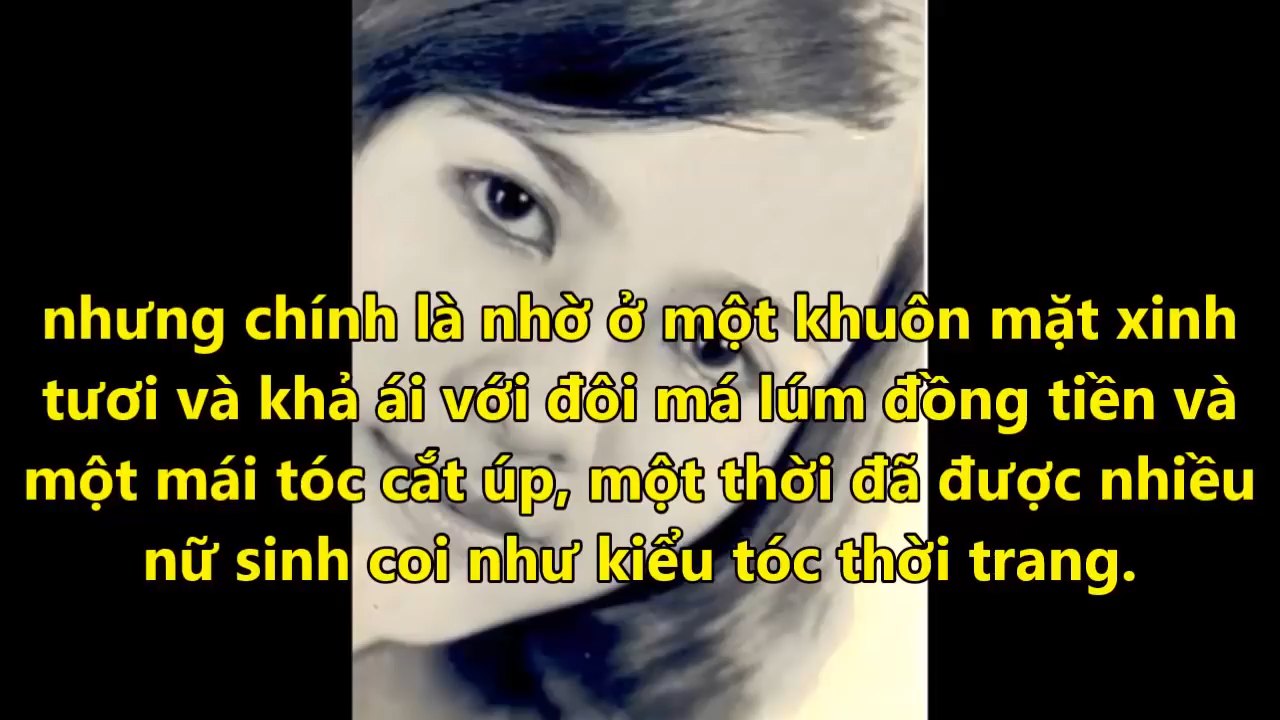 nhưng chính là nhờ ở một khuôn mặt xinh
tươi và khả ái với đôi má lúm đồng tiền và
một mái tóc cắt úp, một thời đã được nhiều
nữ sinh coi như kiểu tóc thời trang.